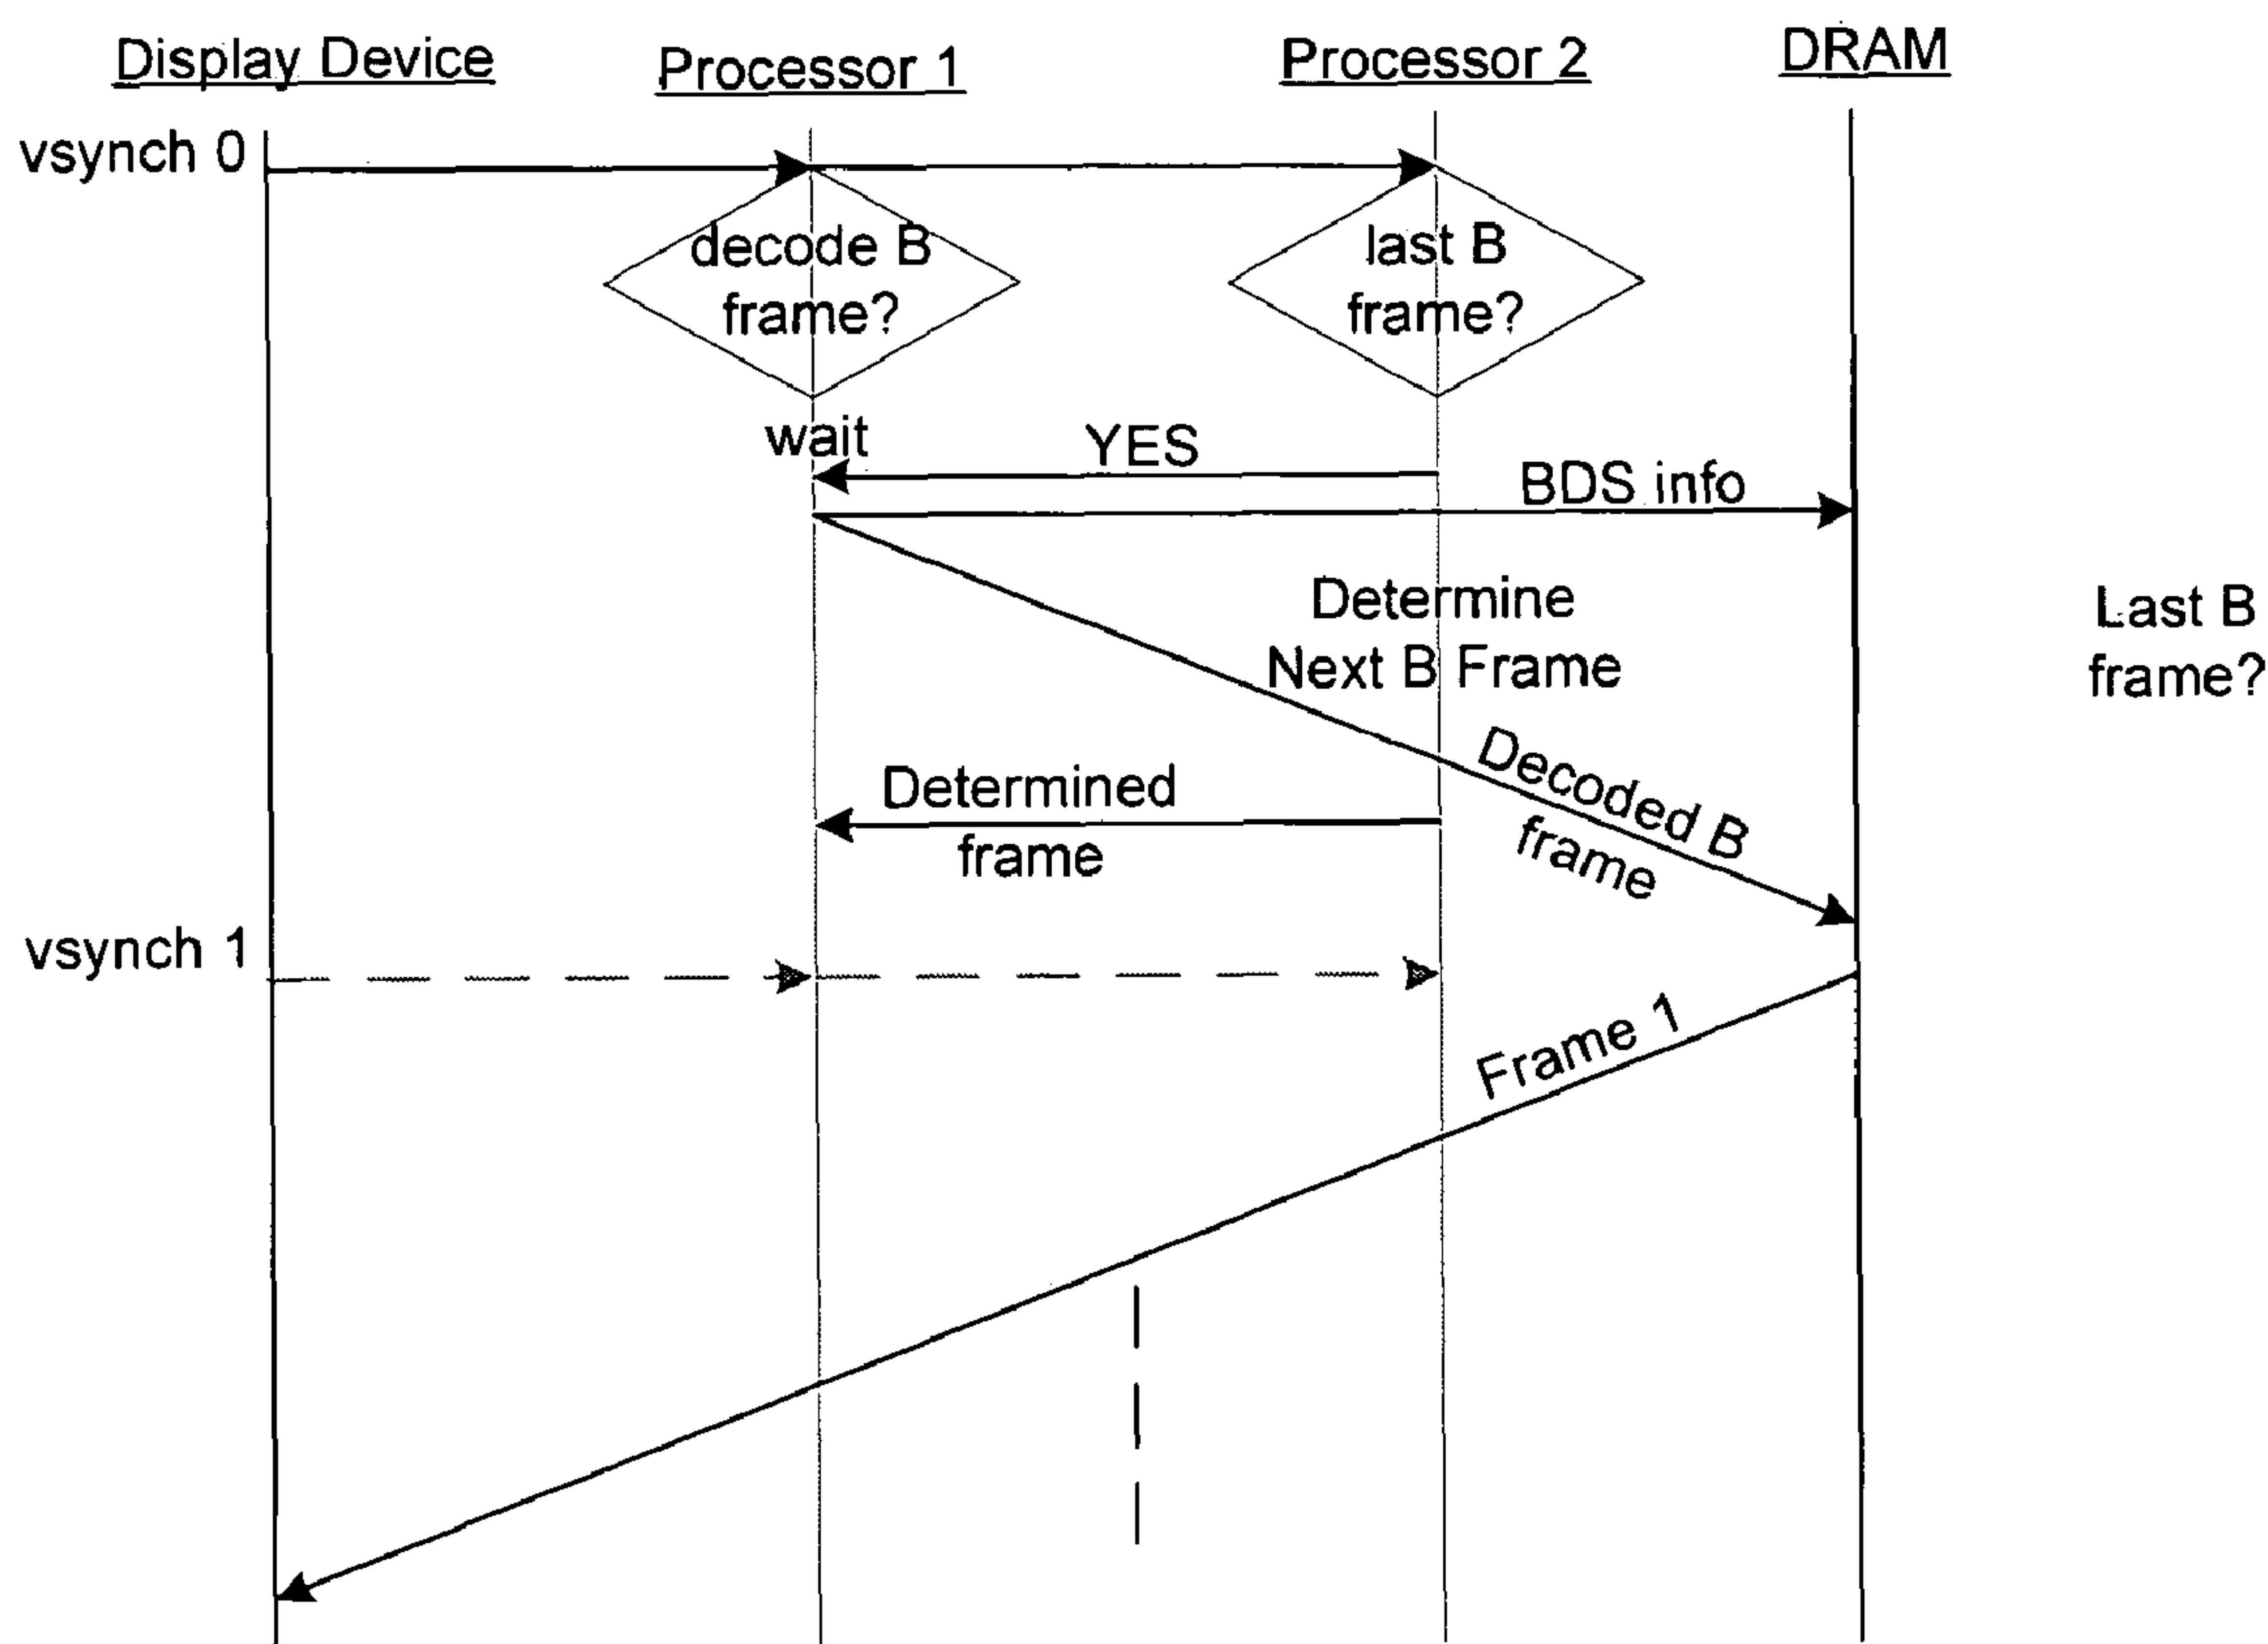 Display Device
Processor 1
Processor 2
DRAM
vsynch 0
decode B
frame?
last B
frame?
wait
YES
BDS info
Determine
Next B Frame
Last B
frame?
Decoded B
frame
Determined
frame
vsynch 1
Frame 1